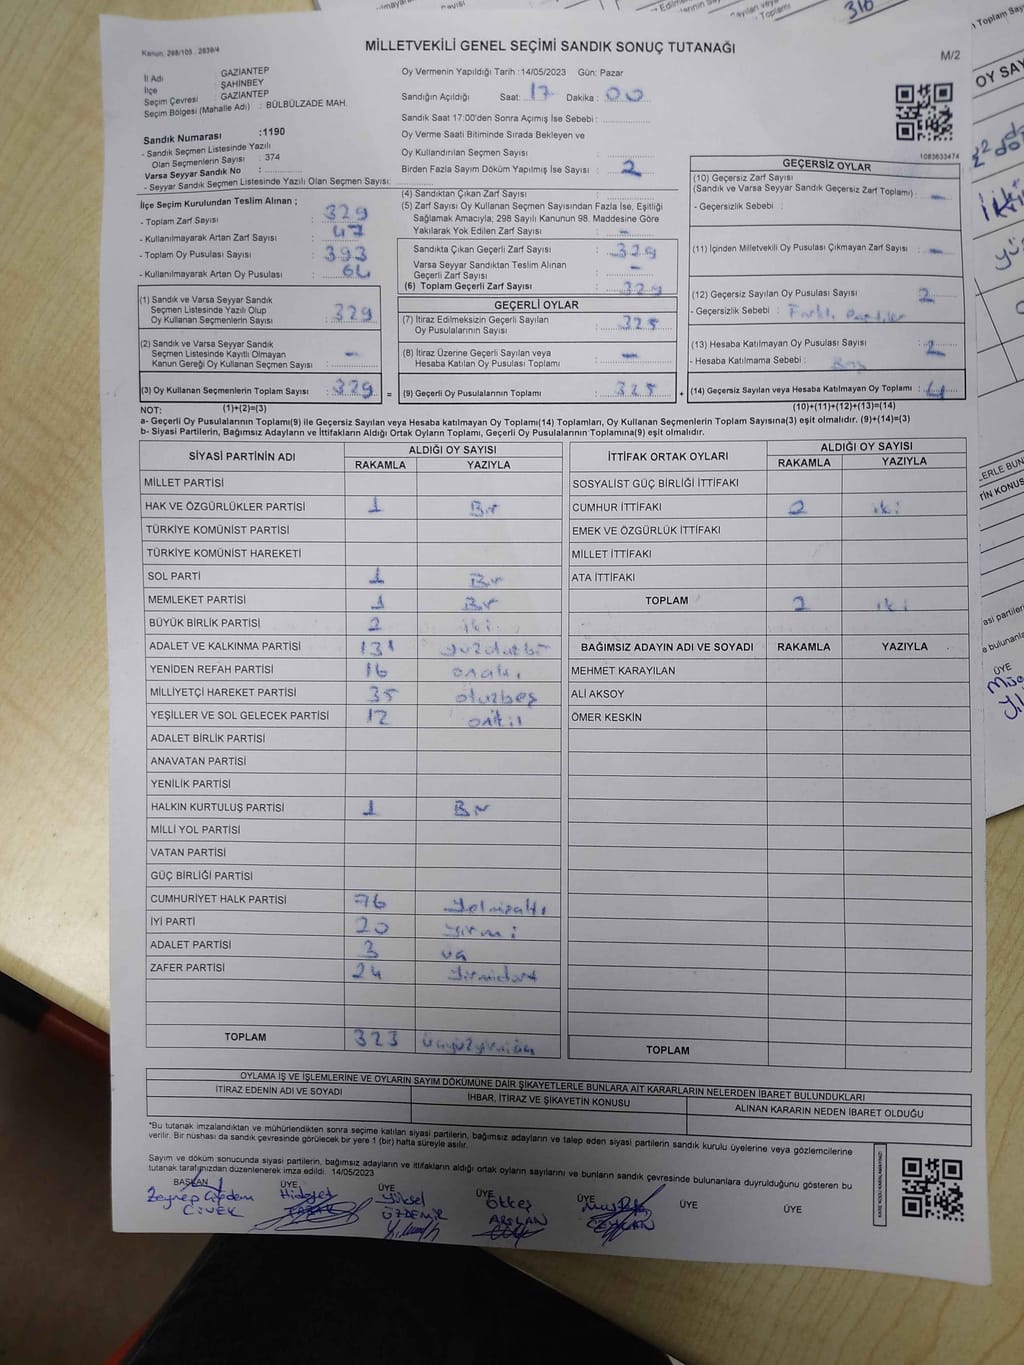 Kanun: 298/105 . 2839/4
MİLLETVEKİLİ GENEL SEÇİMİ SANDIK SONUÇ TUTANAĞI
M/2
İl Adı : GAZİANTEP
İlçe : ŞAHİNBEY
Seçim Çevresi : GAZİANTEP
Seçim Bölgesi (Mahalle Adı) : BÜLBÜLZADE MAH.
Sandık Numarası :1190
- Sandık Seçmen Listesinde Yazılı
Olan Seçmenlerin Sayısı : 374
Varsa Seyyar Sandık No :
- Seyyar Sandık Seçmen Listesinde Yazılı Olan Seçmen Sayısı:
Oy Vermenin Yapıldığı Tarih :14/05/2023 Gün: Pazar
Sandığın Açıldığı Saat: 17 Dakika : 00
Sandık Saat 17:00'den Sonra Açımış İse Sebebi :
Oy Verme Saati Bitiminde Sırada Bekleyen ve
Oy Kullandırılan Seçmen Sayısı :
Birden Fazla Sayım Döküm Yapılmış İse Sayısı : 2
1083633474
İlçe Seçim Kurulundan Teslim Alınan ;
- Toplam Zarf Sayısı : 329
- Kullanılmayarak Artan Zarf Sayısı : 47
- Toplam Oy Pusulası Sayısı : 393
- Kullanılmayarak Artan Oy Pusulası : 64
(1) Sandık ve Varsa Seyyar Sandık
Seçmen Listesinde Yazılı Olup
Oy Kullanan Seçmenlerin Sayısı : 329
(2) Sandık ve Varsa Seyyar Sandık
Seçmen Listesinde Kayıtlı Olmayan
Kanun Gereği Oy Kullanan Seçmen Sayısı : -
(3) Oy Kullanan Seçmenlerin Toplam Sayısı : 329
(1)+(2)=(3)
(4) Sandıktan Çıkan Zarf Sayısı :
(5) Zarf Sayısı Oy Kullanan Seçmen Sayısından Fazla İse, Eşitliği
Sağlamak Amacıyla; 298 Sayılı Kanunun 98. Maddesine Göre
Yakılarak Yok Edilen Zarf Sayısı : -
Sandıkta Çıkan Geçerli Zarf Sayısı : 329
Varsa Seyyar Sandıktan Teslim Alınan
Geçerli Zarf Sayısı : -
(6) Toplam Geçerli Zarf Sayısı : 329
GEÇERLİ OYLAR
(7) İtiraz Edilmeksizin Geçerli Sayılan
Oy Pusulalarının Sayısı : 325
(8) İtiraz Üzerine Geçerli Sayılan veya
Hesaba Katılan Oy Pusulası Toplamı : -
= (9) Geçerli Oy Pusulalarının Toplamı : 325 +
GEÇERSİZ OYLAR
(10) Geçersiz Zarf Sayısı
(Sandık ve Varsa Seyyar Sandık Geçersiz Zarf Toplamı) : -
- Geçersizlik Sebebi :
(11) İçinden Milletvekili Oy Pusulası Çıkmayan Zarf Sayısı : -
(12) Geçersiz Sayılan Oy Pusulası Sayısı : 2
- Geçersizlik Sebebi : Farklı Partiler
(13) Hesaba Katılmayan Oy Pusulası Sayısı : 2
- Hesaba Katılmama Sebebi : Boş
(14) Geçersiz Sayılan veya Hesaba Katılmayan Oy Toplamı : 4
(10)+(11)+(12)+(13)=(14)
NOT:
a- Geçerli Oy Pusulasının Toplamı(9) ile Geçersiz Sayılan veya Hesaba katılmayan Oy Toplamı(14) Toplamları, Oy Kullanan Seçmenlerin Toplam Sayısına(3) eşit olmalıdır. (9)+(14)=(3)
b- Siyasi Partilerin, Bağımsız Adayların ve İttifakların Aldığı Ortak Oyların Toplamı, Geçerli Oy Pusulalarının Toplamına(9) eşit olmalıdır.
SİYASİ PARTİNİN ADI ALDIĞI OY SAYISI
RAKAMLA YAZIYLA
MİLLET PARTİSİ
HAK VE ÖZGÜRLÜKLER PARTİSİ 1 Bir
TÜRKİYE KOMÜNİST PARTİSİ
TÜRKİYE KOMÜNİST HAREKETİ
SOL PARTİ 1 Bir
MEMLEKET PARTİSİ 1 Bir
BÜYÜK BİRLİK PARTİSİ 2 iki
ADALET VE KALKINMA PARTİSİ 131
YENİDEN REFAH PARTİSİ 16 onaltı
MİLLİYETÇİ HAREKET PARTİSİ 35 otuzbeş
YEŞİLLER VE SOL GELECEK PARTİSİ 12 oniki
ADALET BİRLİK PARTİSİ
ANAVATAN PARTİSİ
YENİLİK PARTİSİ
HALKIN KURTULUŞ PARTİSİ 1 Bir
MİLLİ YOL PARTİSİ
VATAN PARTİSİ
GÜÇ BİRLİĞİ PARTİSİ
CUMHURİYET HALK PARTİSİ 76 Yetmişaltı
İYİ PARTİ 20 Yirmi
ADALET PARTİSİ 3 üç
ZAFER PARTİSİ 24 Yirmidört
TOPLAM 323 üçyüzyirmiüç
İTTİFAK ORTAK OYLARI ALDIĞI OY SAYISI
RAKAMLA YAZIYLA
SOSYALİST GÜÇ BİRLİĞİ İTTİFAKI
CUMHUR İTTİFAKI 2 iki
EMEK VE ÖZGÜRLÜK İTTİFAKI
MİLLET İTTİFAKI
ATA İTTİFAKI
TOPLAM 2 iki
BAĞIMSIZ ADAYIN ADI VE SOYADI RAKAMLA YAZIYLA
MEHMET KARAYILAN
ALİ AKSOY
ÖMER KESKİN
TOPLAM
OYLAMA İŞ VE İŞLEMLERİNE VE OYLARIN SAYIM DÖKÜMÜNE DAİR ŞİKAYETLERLE BUNLARA AİT KARARLARIN NELERDEN İBARET BULUNDUKLARI
İTİRAZ EDENİN ADI VE SOYADI İHBAR, İTİRAZ VE ŞİKAYETİN KONUSU ALINAN KARARIN NEDEN İBARET OLDUĞU
*Bu tutanak imzalandıktan ve mühürlendikten sonra seçime katılan siyasi partilerin, bağımsız adayların ve talep eden siyasi partilerin sandık kurulu üyelerine veya gözlemcilerine
verilir. Bir nüshası da sandık çevresinde görülecek bir yere 1 (bir) hafta süreyle asılır.
Sayım ve döküm sonucunda siyasi partilerin, bağımsız adayların ve ittifakların aldığı ortak oyların sayılarını ve bunların sandık çevresinde bulunanlara duyrulduğunu gösteren bu
tutanak tarafımızdan düzenlenerek imza edildi. 14/05/2023
BAŞKAN ÜYE ÜYE ÜYE ÜYE ÜYE ÜYE
Zeynep Çiğdem Hidayet Yüksel Ökkeş
CİVEK ÖZDEMİR ARSLAN CEYLAN